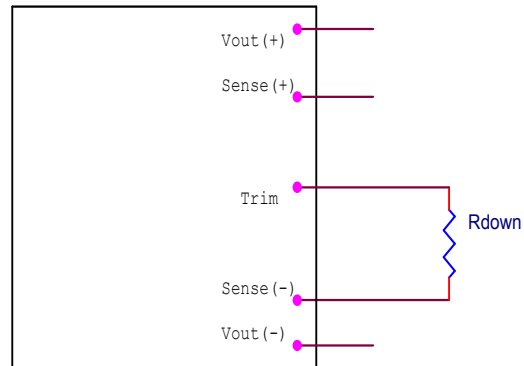 Vout(+)
Sense(+)
Trim
Rdown
Sense(-)
Vout(-)